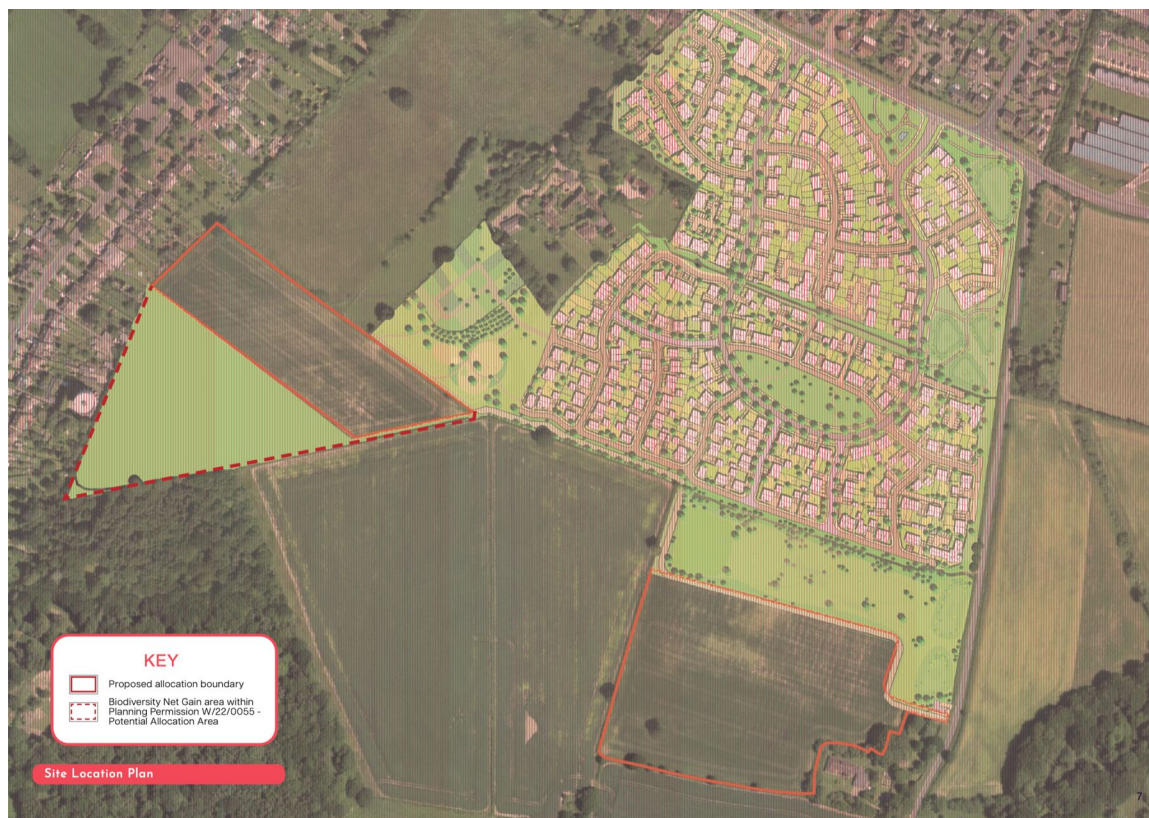 KEY
Proposed allocation boundary
Biodiversity Net Gain area within
Planning Permission W/22/0055 -
Potential Allocation Area
Site Location Plan
7